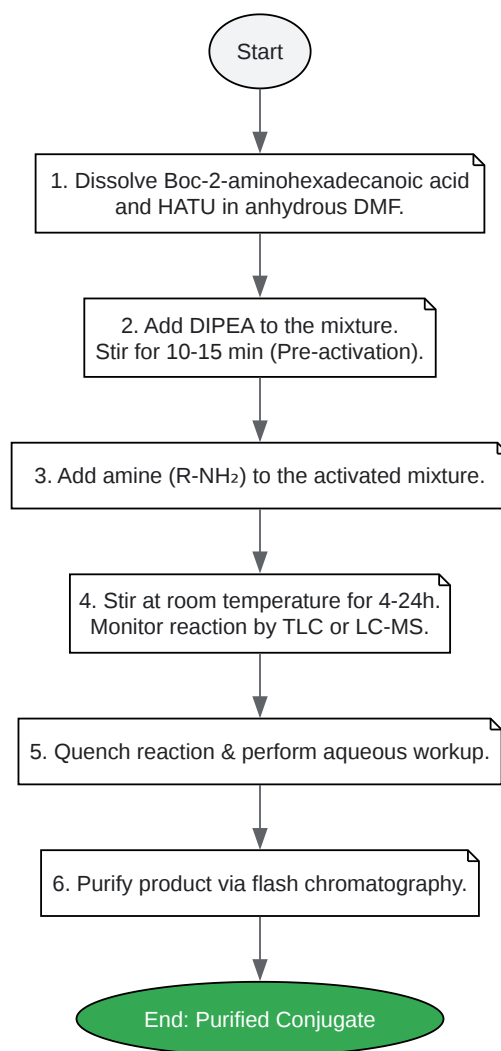 Start
1. Dissolve Boc-2-aminohexadecanoic acid
and HATU in anhydrous DMF.
2. Add DIPEA to the mixture.
Stir for 10-15 min (Pre-activation).
3. Add amine (R-NH₂) to the activated mixture.
4. Stir at room temperature for 4-24h.
Monitor reaction by TLC or LC-MS.
5. Quench reaction & perform aqueous workup.
6. Purify product via flash chromatography.
End: Purified Conjugate